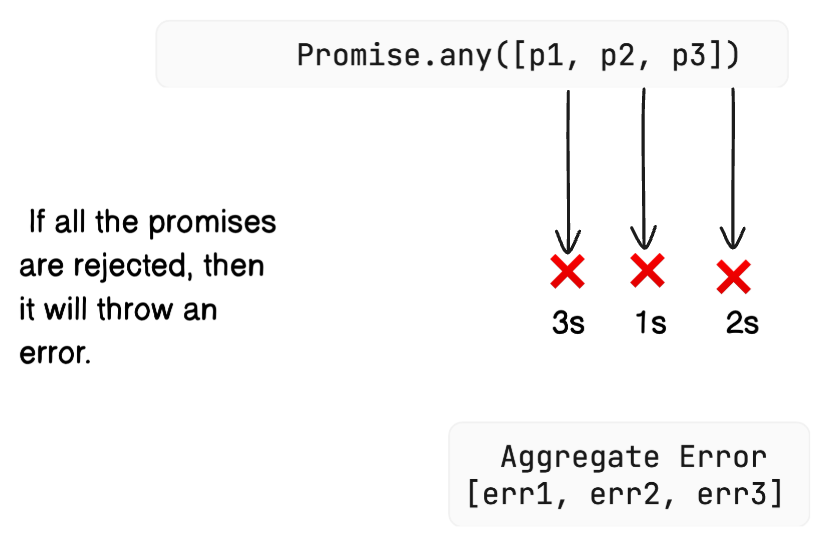 Promise.any([p1, p2, p3])
If all the promises
are rejected, then
it will throw an
error.
3s 1s 2s
Aggregate Error
[err1, err2, err3]